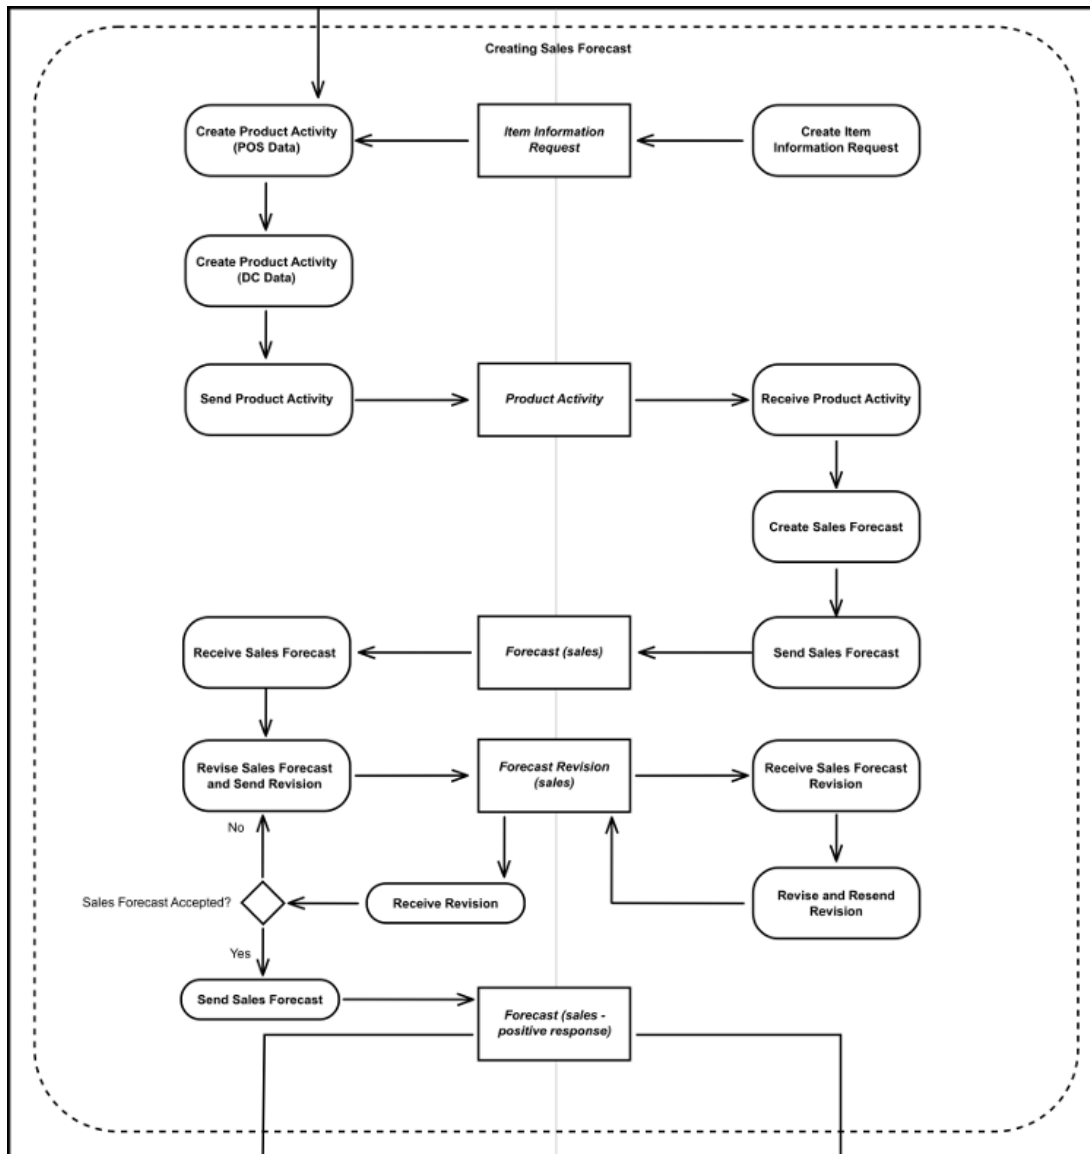 Creating Sales Forecast
Create Product Activity
(POS Data)
Item Information
Request
Create Item
Information Request
Create Product Activity
(DC Data)
Send Product Activity
Product Activity
Receive Product Activity
Create Sales Forecast
Receive Sales Forecast
Forecast (sales)
Send Sales Forecast
Revise Sales Forecast
and Send Revision
Forecast Revision
(sales)
Receive Sales Forecast
Revision
No
Sales Forecast Accepted?
Receive Revision
Revise and Resend
Revision
Yes
Send Sales Forecast
Forecast (sales -
positive response)